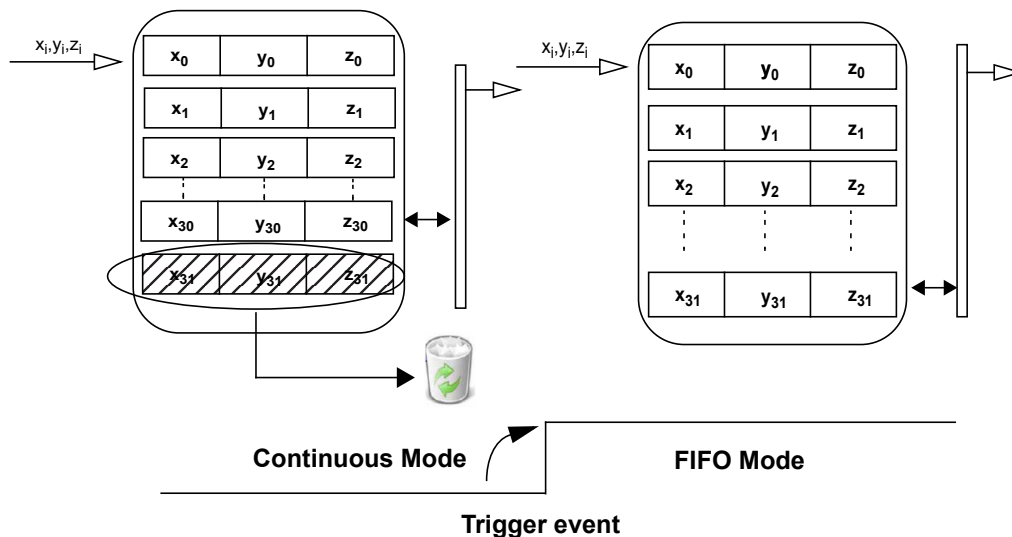 xi,yi,zi
x0 y0 z0
x1 y1 z1
x2 y2 z2
x30 y30 z30
x31 y31 z31
xi,yi,zi
x0 y0 z0
x1 y1 z1
x2 y2 z2
x31 y31 z31
Continuous Mode
FIFO Mode
Trigger event